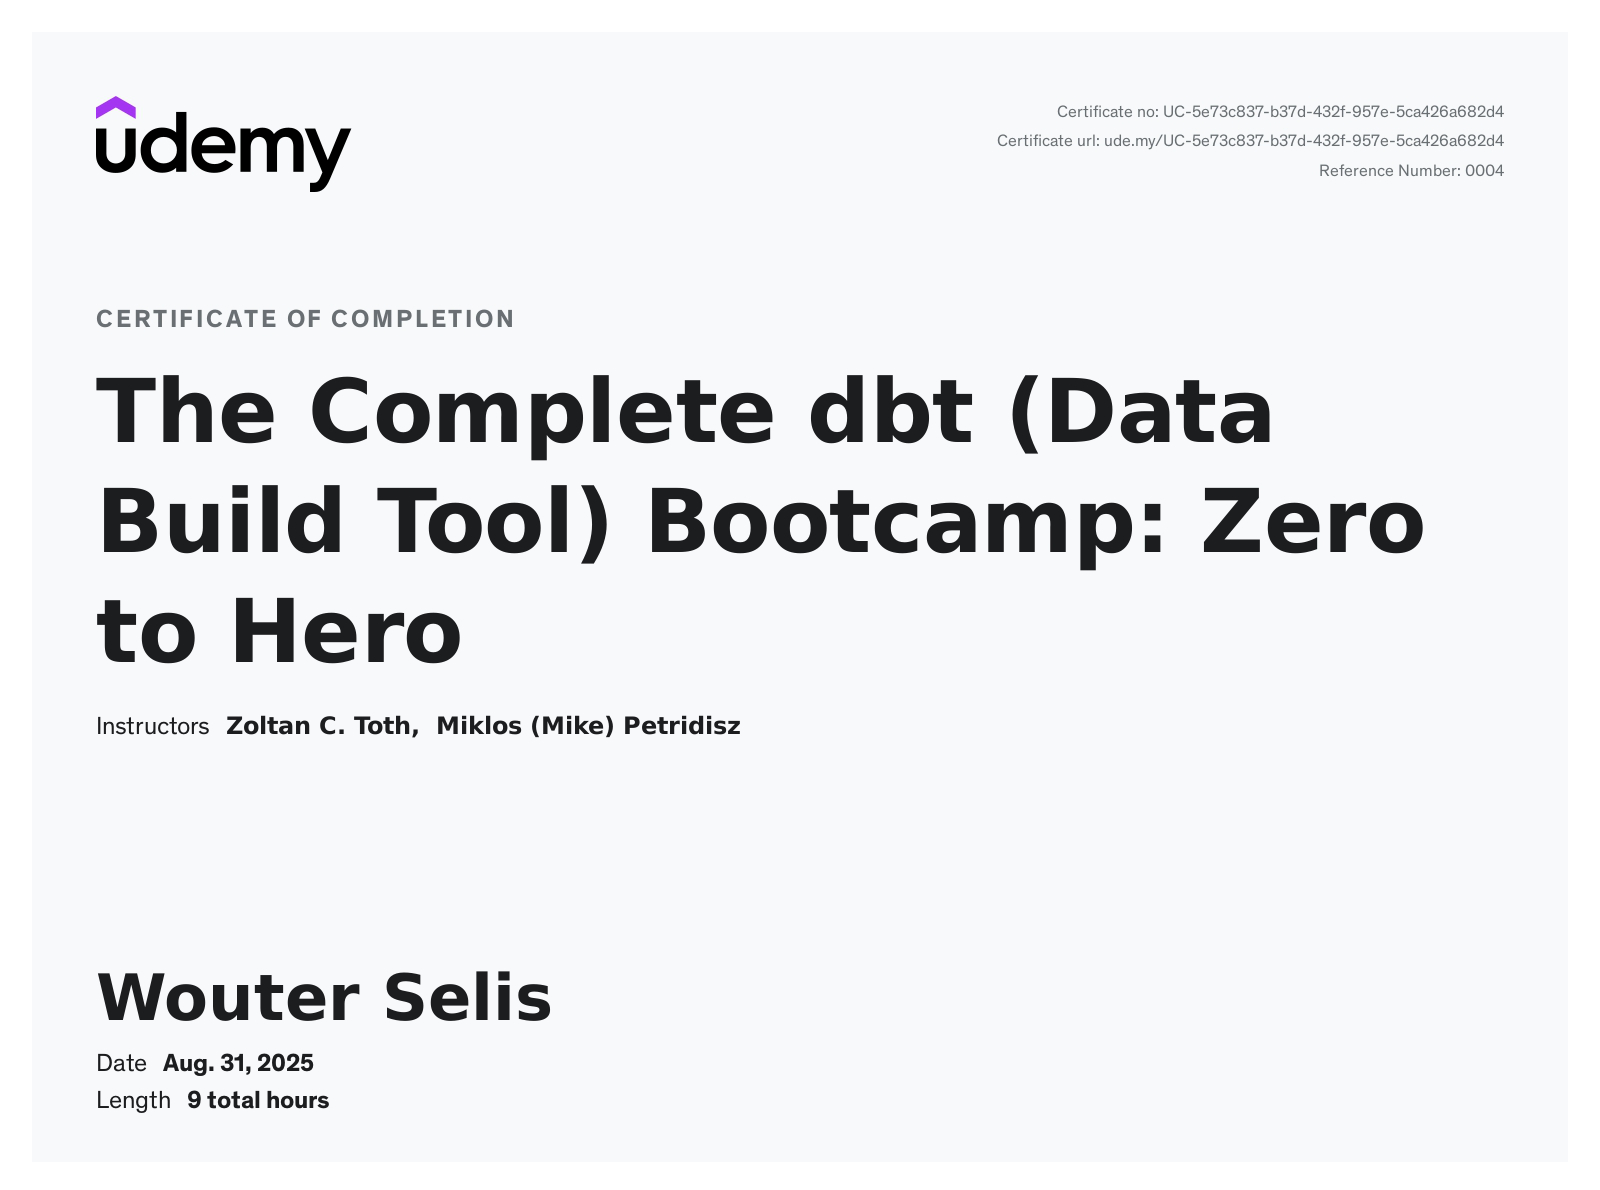 udemy
Certificate no: UC-5e73c837-b37d-432f-957e-5ca426a682d4
Certificate url: ude.my/UC-5e73c837-b37d-432f-957e-5ca426a682d4
Reference Number: 0004
CERTIFICATE OF COMPLETION
The Complete dbt (Data
Build Tool) Bootcamp: Zero
to Hero
Instructors Zoltan C. Toth, Miklos (Mike) Petridisz
Wouter Selis
Date Aug. 31, 2025
Length 9 total hours